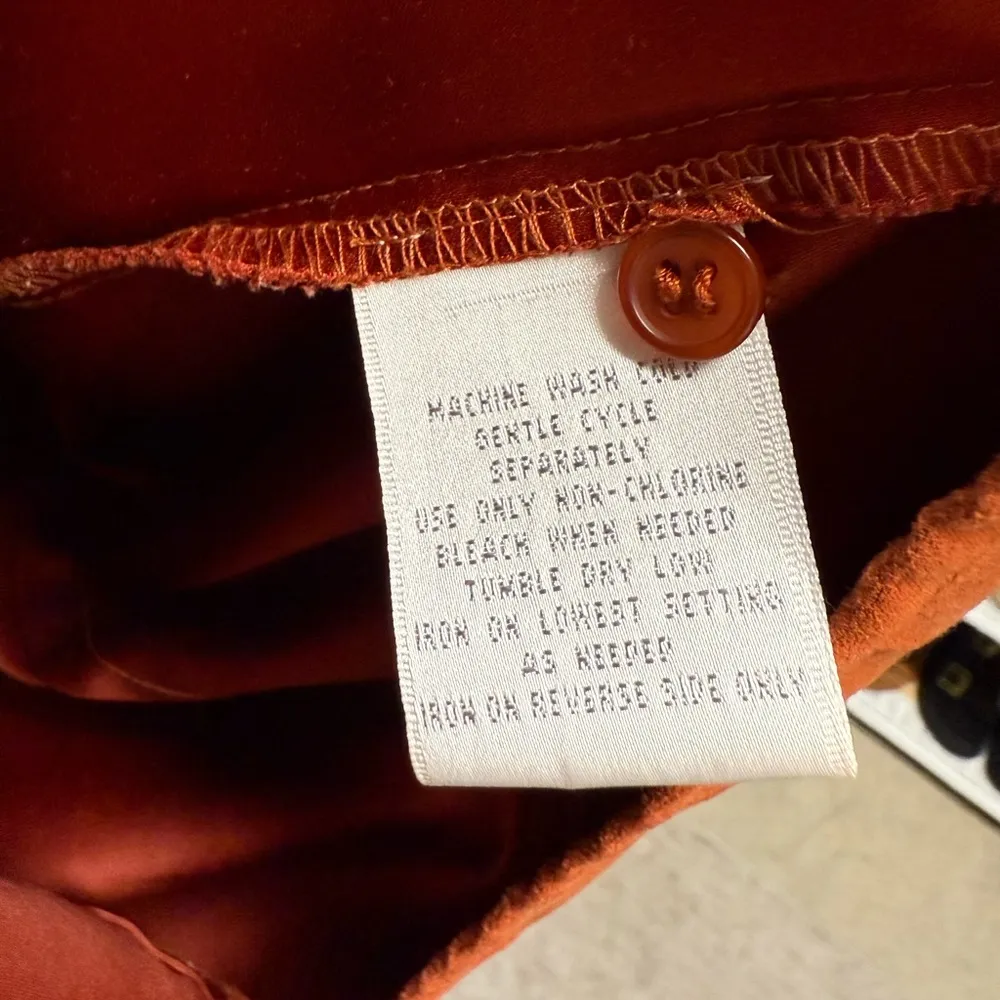 MACHINE WASH COLD
GENTLE CYCLE
SEPARATELY
USE ONLY NON-CHLORINE
BLEACH WHEN NEEDED
TUMBLE DRY LOW
IRON ON LOWEST SETTING
AS NEEDED
IRON ON REVERSE SIDE ONLY